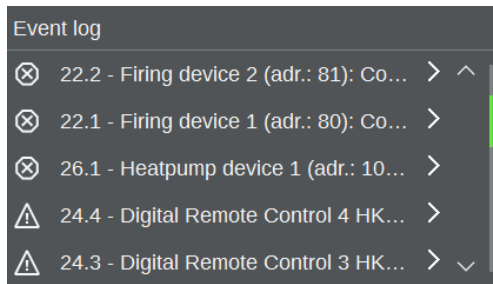 Event log
22.2 - Firing device 2 (adr.: 81): Co...
22.1 - Firing device 1 (adr.: 80): Co...
26.1 - Heatpump device 1 (adr.: 10...
24.4 - Digital Remote Control 4 HK...
24.3 - Digital Remote Control 3 HK...